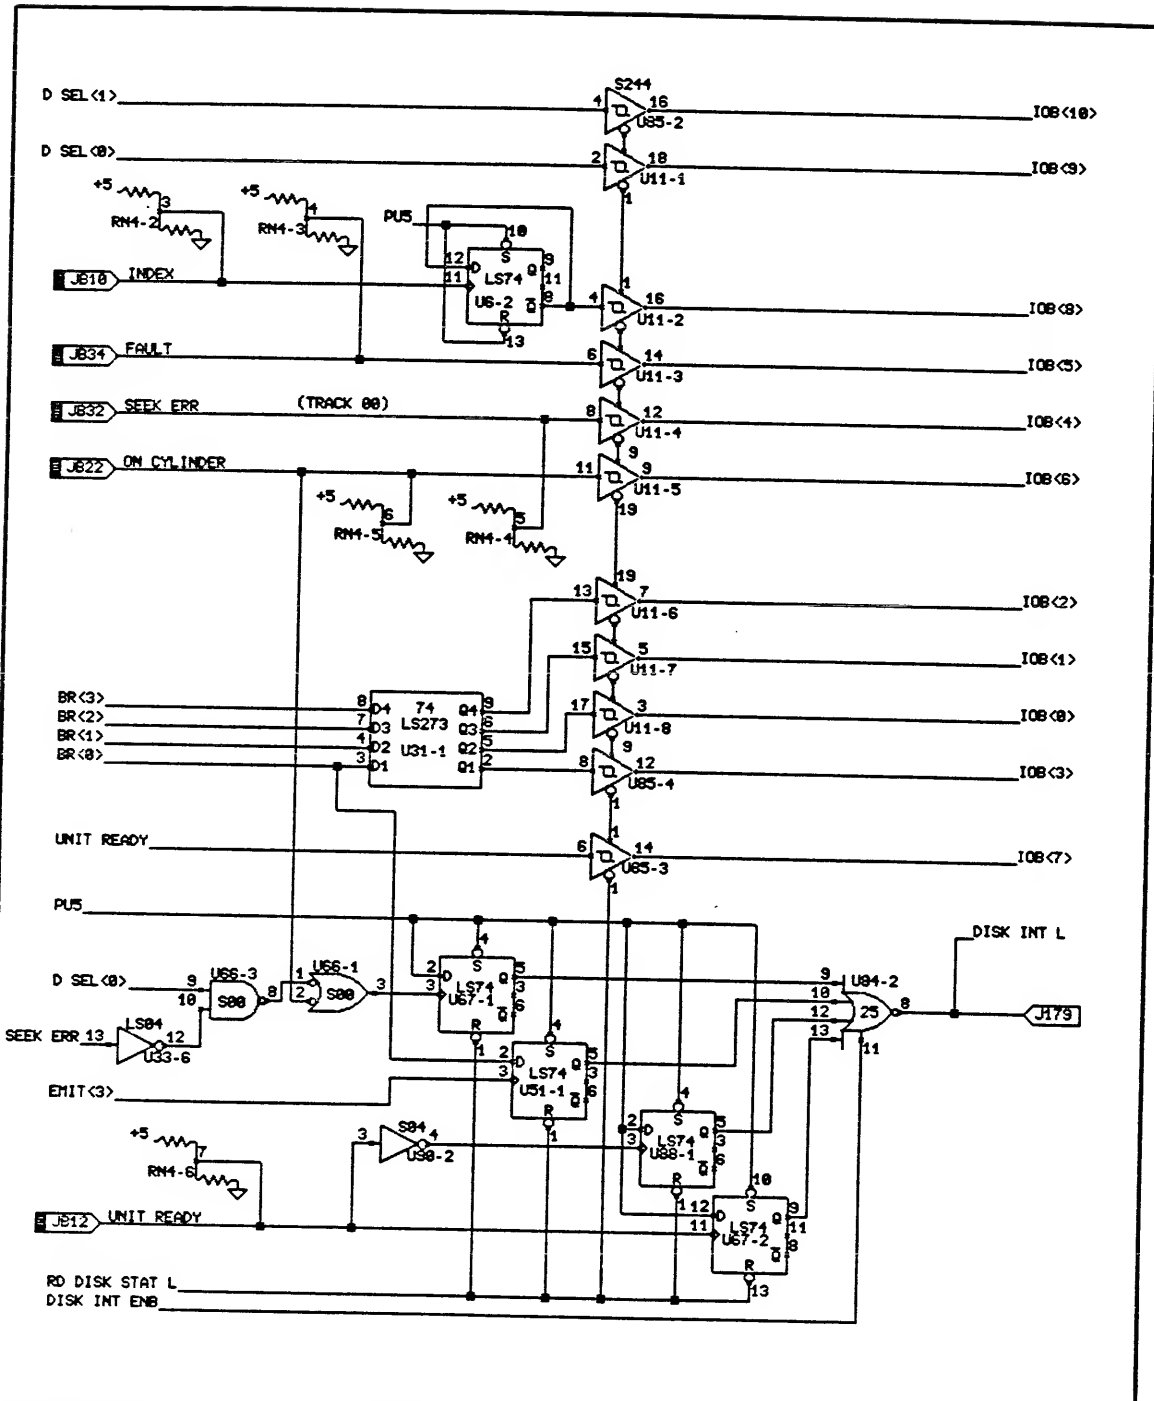 S244
D SEL<1> 4 16 IOB<10>
U85-2
D SEL<0> 2 18 IOB<9>
U11-1
1
+5 3 RN4-2
+5 4 RN4-3
PU5 10
12 D S Q 9
LS74 11
11 U6-2 Q 8
R
13
JB10 INDEX
1
4 16 IOB<8>
U11-2
JB34 FAULT 6 14 IOB<5>
U11-3
JB32 SEEK ERR (TRACK 00) 8 12 IOB<4>
U11-4
9
JB22 ON CYLINDER 11 9 IOB<6>
U11-5
19
+5 6 RN4-5
+5 5 RN4-4
19
13 7 IOB<2>
U11-6
15 5 IOB<1>
U11-7
17 3 IOB<0>
U11-8
9
8 12 IOB<3>
U85-4
1
BR<3> 8 D4 74 Q4 9
BR<2> 7 D3 LS273 Q3 6
BR<1> 4 D2 U31-1 Q2 5
BR<0> 3 D1 Q1 2
1
UNIT READY 6 14 IOB<7>
U85-3
1
PU5
DISK INT L
4
2 D S Q 5
LS74 3
3 U67-1 Q 6
R
1
D SEL<0> 9 U66-3
10 S00 8
U66-1
1
2 S00 3
SEEK ERR 13 LS04 12
U33-6
9 U84-2
10
12 25 8
13
11
J179
4
2 D S Q 5
LS74 3
3 U51-1 Q 6
R
1
EMIT<3>
+5 7 RN4-6
3 S04 4
U90-2
4
2 D S Q 5
LS74 3
3 U88-1 Q 6
R
1
10
12 D S Q 9
LS74 11
11 U67-2 Q 8
R
13
JB12 UNIT READY
RD DISK STAT L
DISK INT ENB